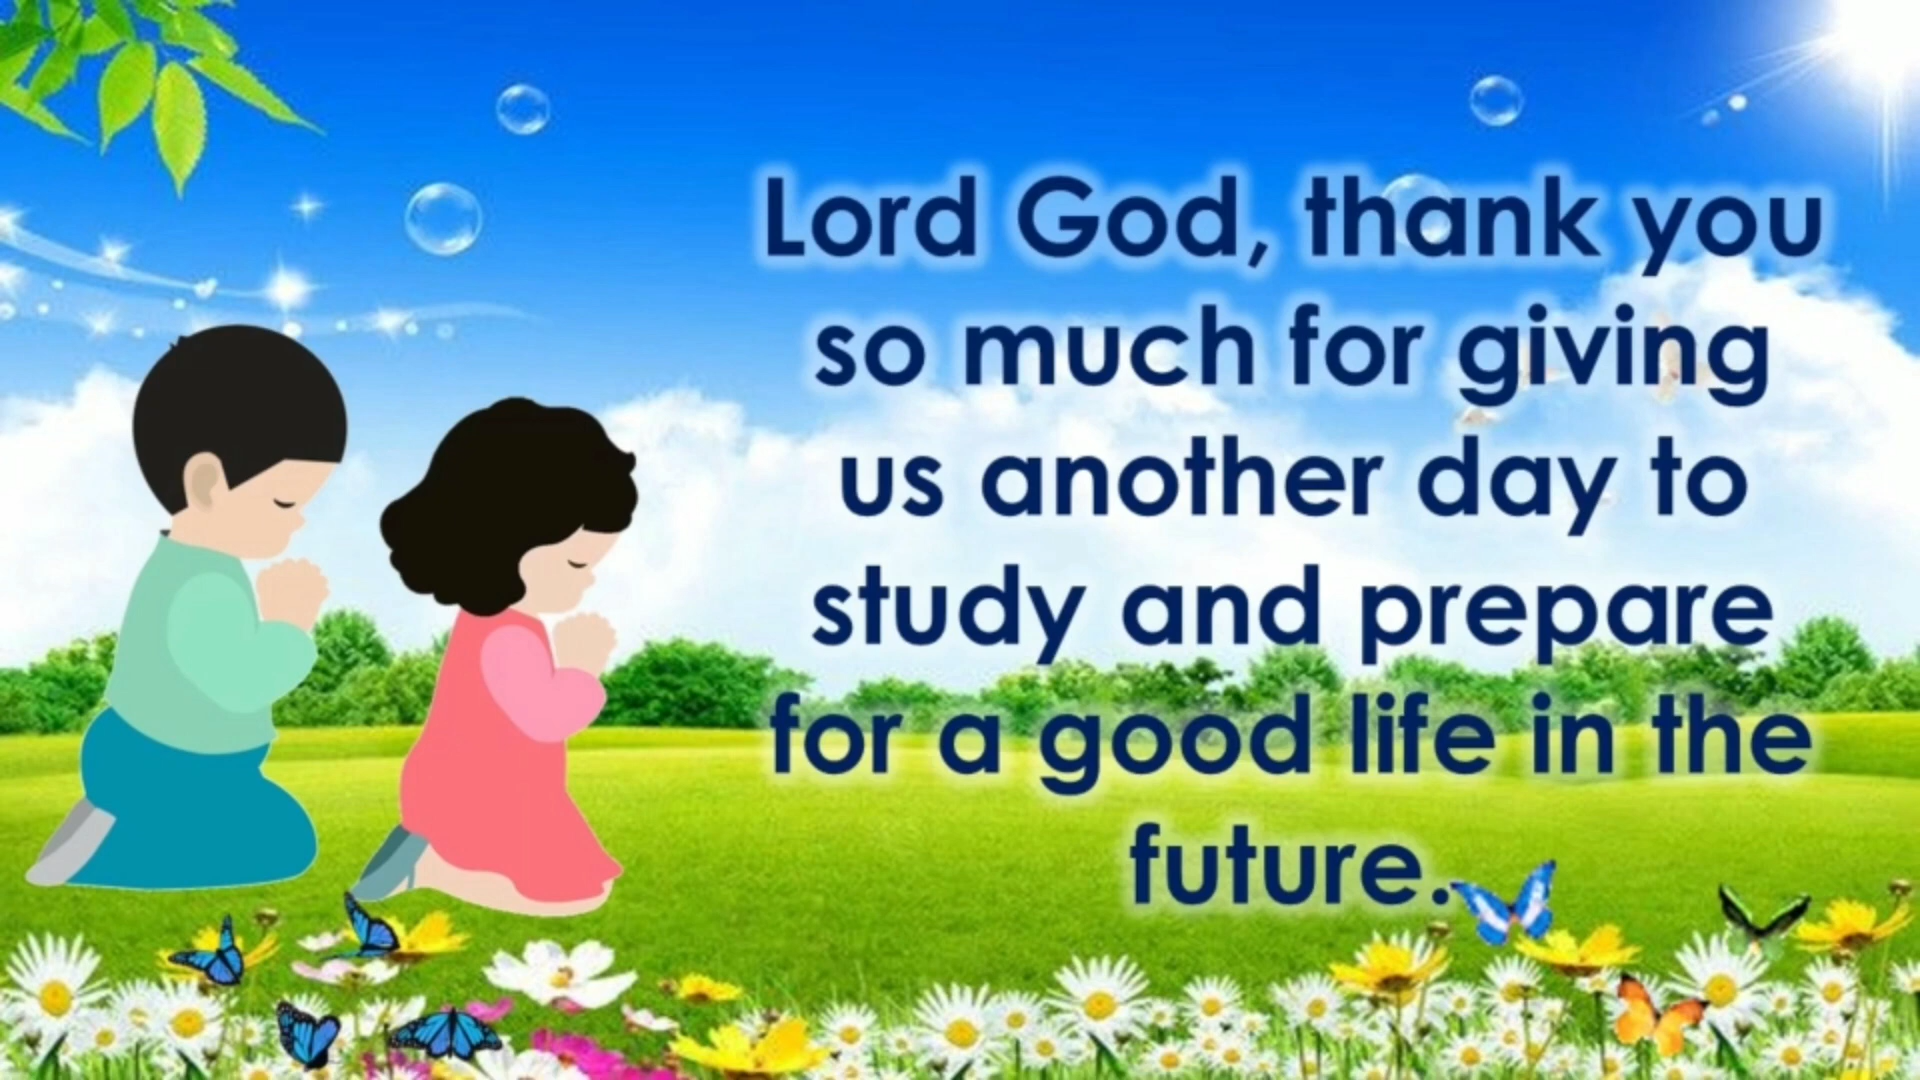 Lord God, thank you
so much for giving
us another day to
study and prepare
for a good life in the
future.